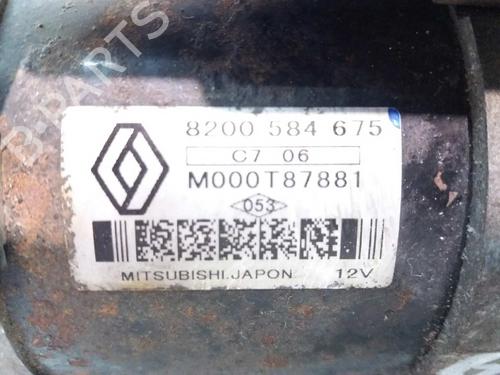 B-PARTS
8200 584 675
C7 06
M000T87881
053
MITSUBISHI.JAPON 12V